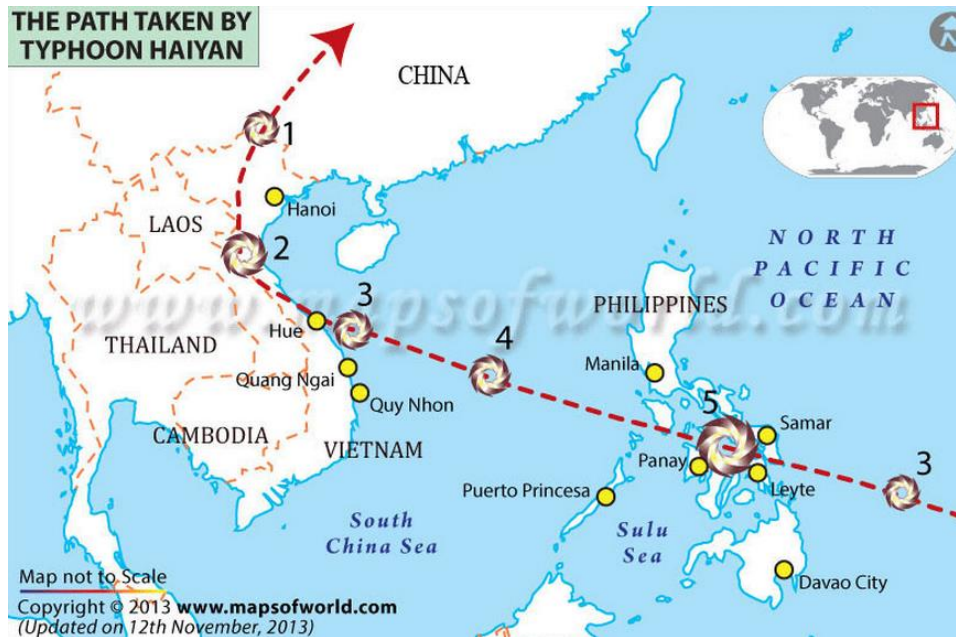 THE PATH TAKEN BY
TYPHOON HAIYAN
CHINA
1
Hanoi
LAOS
2
NORTH
PACIFIC
OCEAN
www.mapsofworld.com
3
PHILIPPINES
Hue
THAILAND
4
Manila
Quang Ngai
Quy Nhon
5
Samar
CAMBODIA
VIETNAM
Panay
3
Leyte
Puerto Princesa
South
China Sea
Sulu
Sea
Davao City
Map not to Scale
Copyright © 2013 www.mapsofworld.com
(Updated on 12th November, 2013)